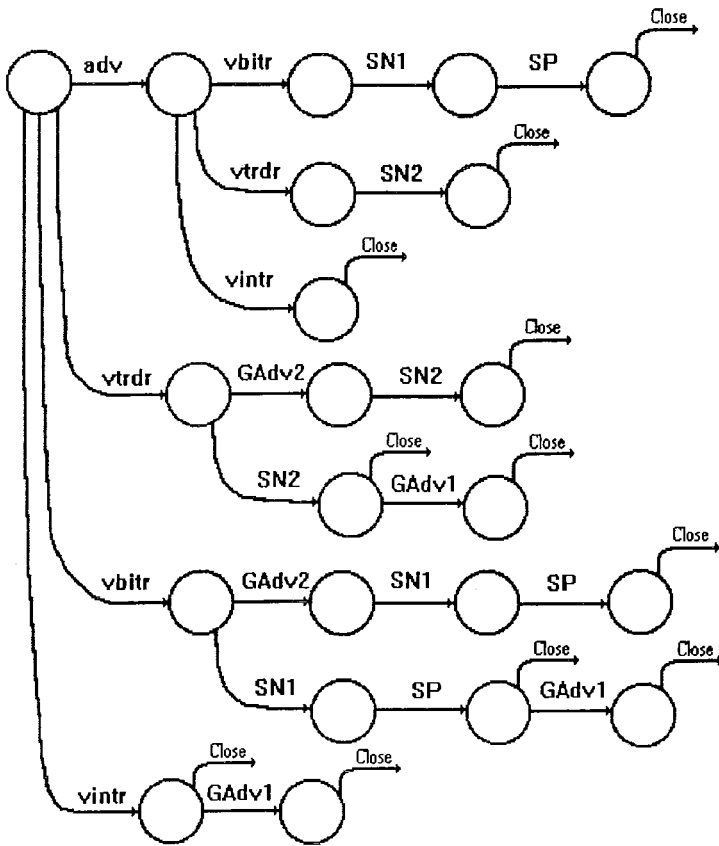 Close
adv vbitr SN1 SP
Close
vtrdr SN2
Close
vintr
Close
vtrdr GAdv2 SN2
Close Close
SN2 GAdv1
Close
vbitr GAdv2 SN1 SP
Close Close
SN1 SP GAdv1
Close Close
vintr GAdv1